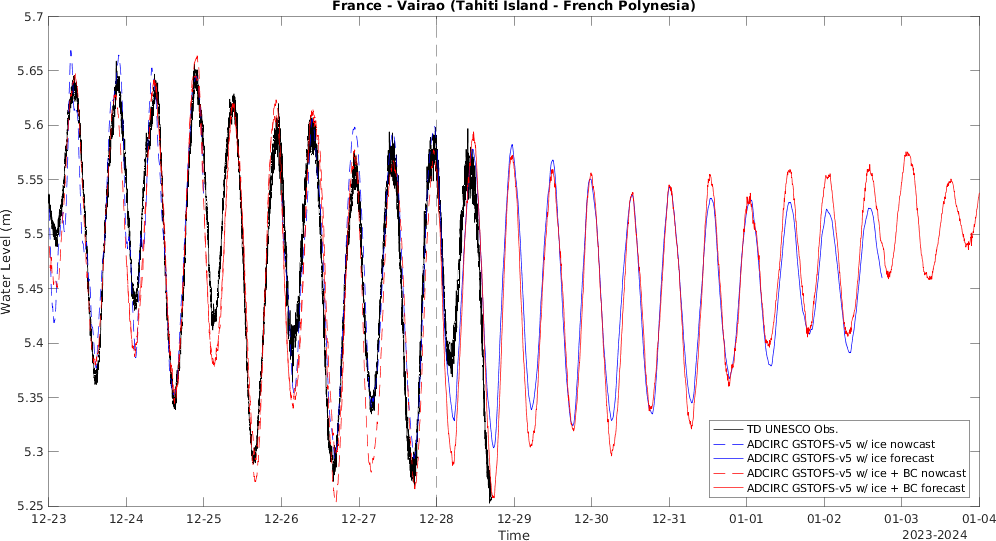 France - Vairao (Tahiti Island - French Polynesia)
5.7
5.65
5.6
5.55
5.5
5.45
5.4
5.35
5.3
5.25
Water Level (m)
TD UNESCO Obs.
ADCIRC GSTOFS-v5 w/ ice nowcast
ADCIRC GSTOFS-v5 w/ ice forecast
ADCIRC GSTOFS-v5 w/ ice + BC nowcast
ADCIRC GSTOFS-v5 w/ ice + BC forecast
12-23 12-24 12-25 12-26 12-27 12-28 12-29 12-30 12-31 01-01 01-02 01-03 01-04
Time
2023-2024